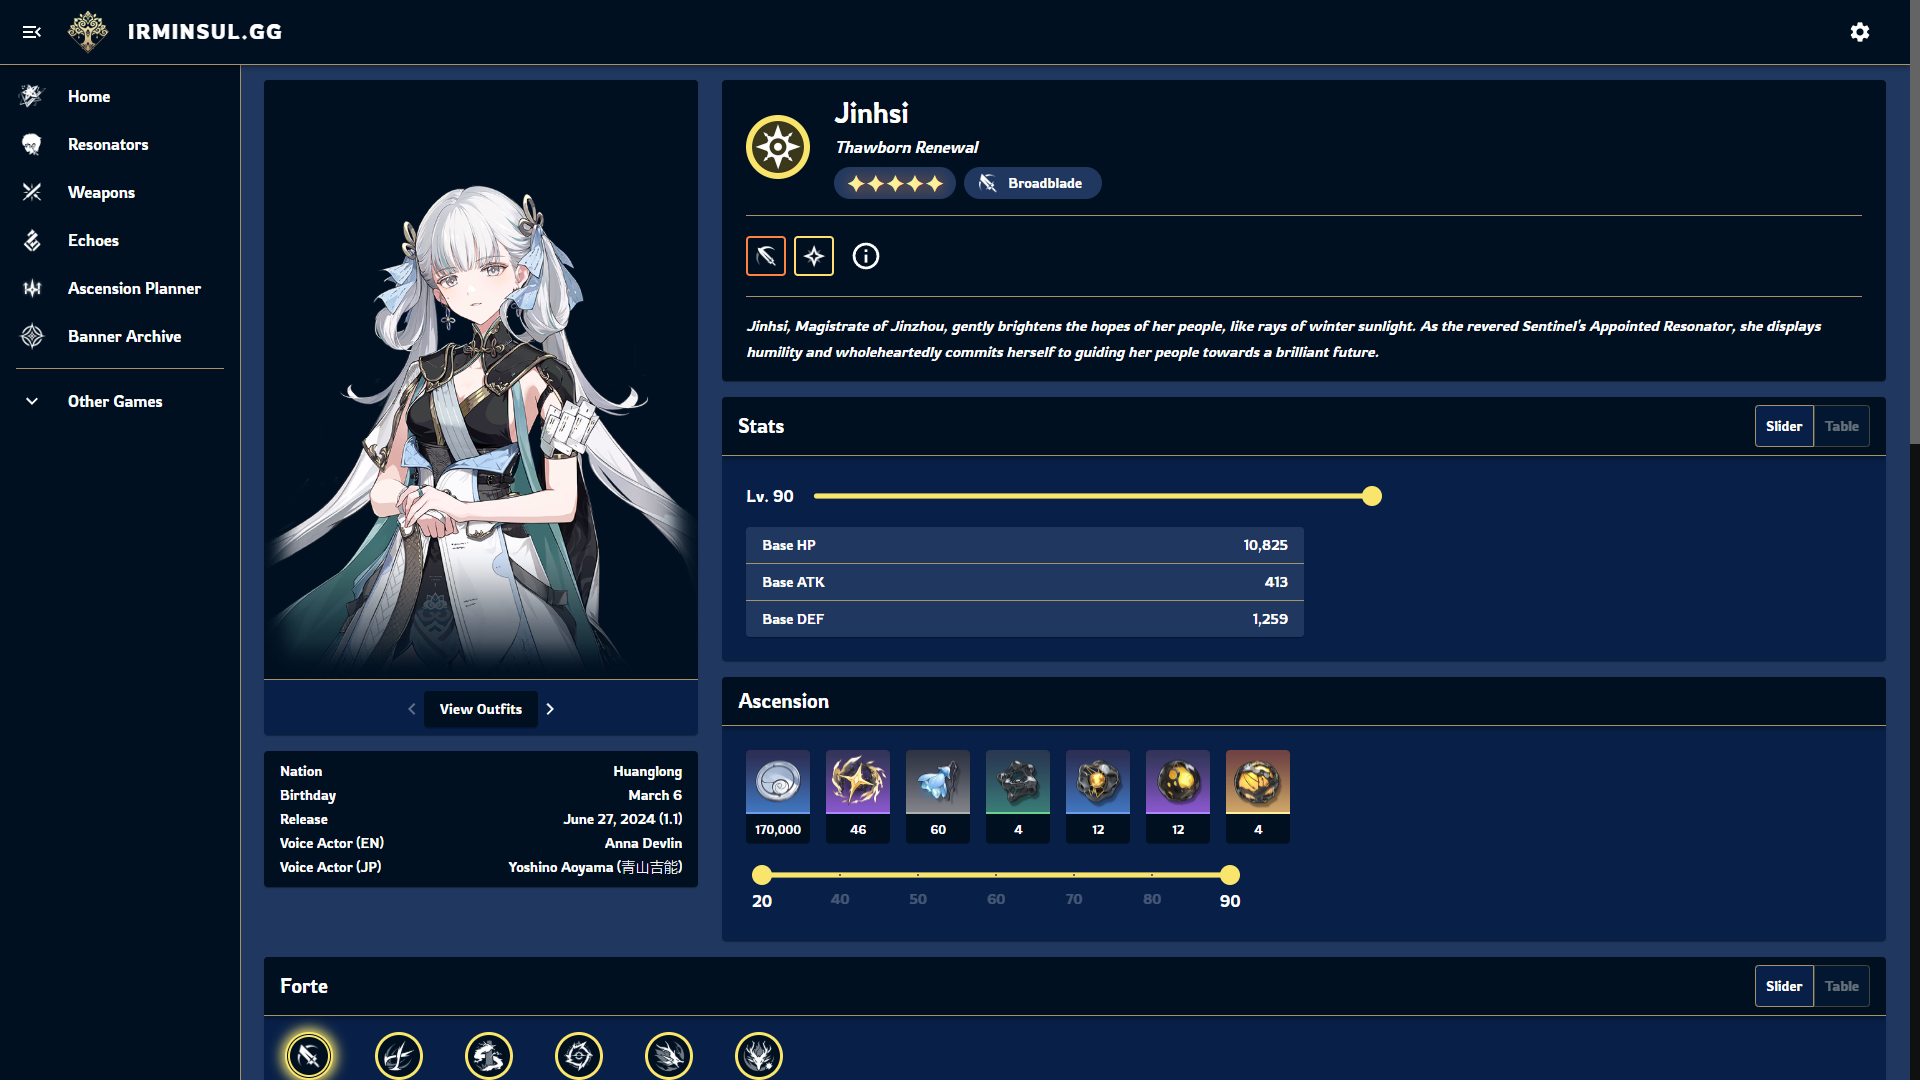 IRMINSUL.GG
Home
Resonators
Weapons
Echoes
Ascension Planner
Banner Archive
Other Games
View Outfits
Nation Huanglong
Birthday March 6
Release June 27, 2024 (1.1)
Voice Actor (EN) Anna Devlin
Voice Actor (JP) Yoshino Aoyama (青山吉能)
Jinhsi
Thawborn Renewal
Broadblade
Jinhsi, Magistrate of Jinzhou, gently brightens the hopes of her people, like rays of winter sunlight. As the revered Sentinel's Appointed Resonator, she displays
humility and wholeheartedly commits herself to guiding her people towards a brilliant future.
Stats
Slider Table
Lv. 90
Base HP 10,825
Base ATK 413
Base DEF 1,259
Ascension
170,000 46 60 4 12 12 4
20 40 50 60 70 80 90
Forte
Slider Table